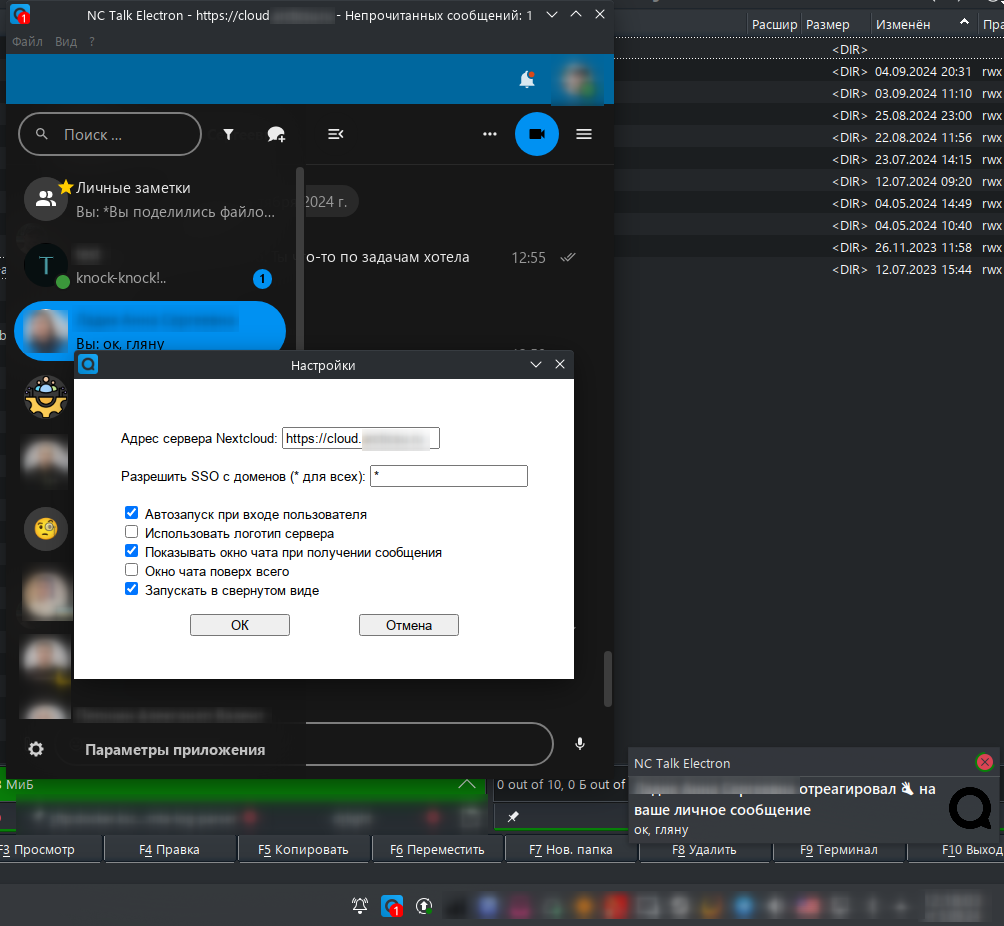 NC Talk Electron - https://cloud - Непрочитанных сообщений: 1
Файл Вид ?
Расшир Размер Изменён Пра
<DIR>
<DIR> 04.09.2024 20:31 rwx
<DIR> 03.09.2024 11:10 rwx
<DIR> 25.08.2024 23:00 rwx
<DIR> 22.08.2024 11:56 rwx
<DIR> 23.07.2024 14:15 rwx
<DIR> 12.07.2024 09:20 rwx
<DIR> 04.05.2024 14:49 rwx
<DIR> 04.05.2024 10:40 rwx
<DIR> 26.11.2023 11:58 rwx
<DIR> 12.07.2023 15:44 rwx
Поиск ...
Личные заметки
Вы: *Вы поделились файло...
2024 г.
T
knock-knock!.. 1
о-то по задачам хотела 12:55
Вы: ок, гляну
Настройки
Адрес сервера Nextcloud: https://cloud.
Разрешить SSO с доменов (* для всех): *
Автозапуск при входе пользователя
Использовать логотип сервера
Показывать окно чата при получении сообщения
Окно чата поверх всего
Запускать в свернутом виде
ОК Отмена
Параметры приложения
NC Talk Electron
отреагировал на
ваше личное сообщение
ок, гляну
МиБ
0 out of 10, 0 Б out of
F3 Просмотр F4 Правка F5 Копировать F6 Переместить F7 Нов. папка F8 Удалить F9 Терминал F10 Выход
1